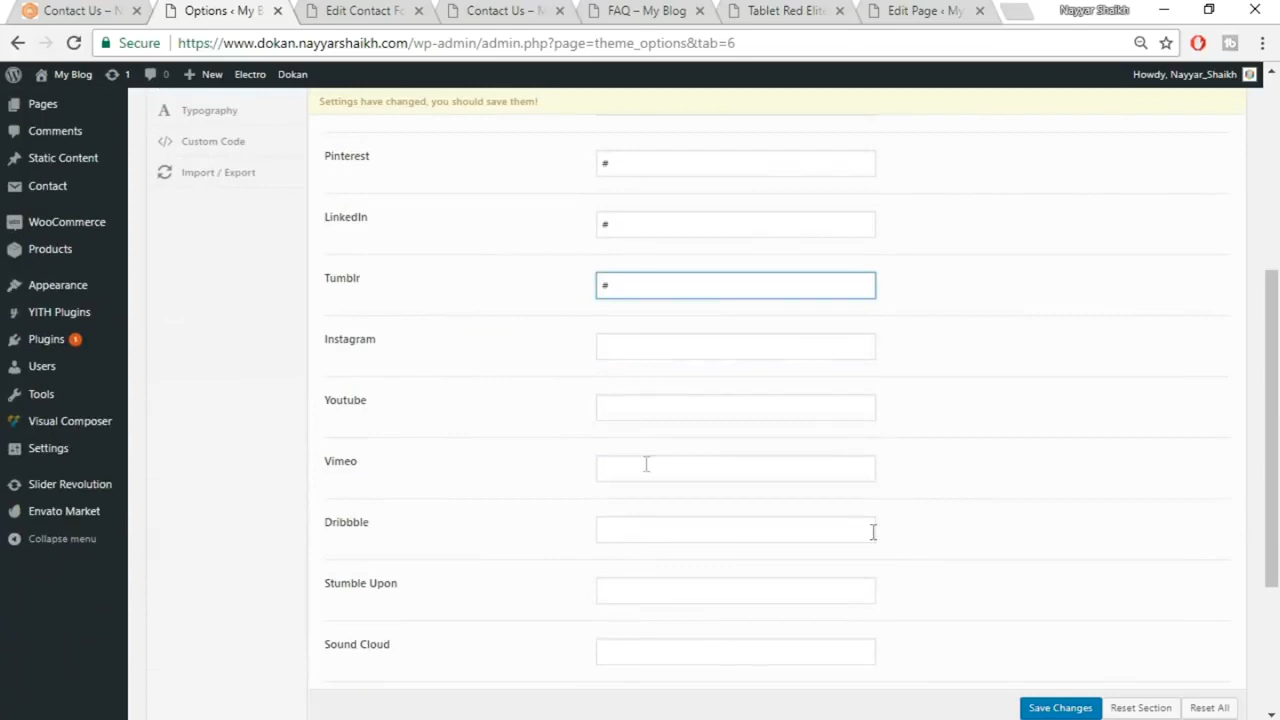 Contact Us – N
Options ‹ My B
Edit Contact Fo
Contact Us – N
FAQ – My Blog
Tablet Red Elite
Edit Page ‹ My
Nayyar Shaikh
Secure
https://www.dokan.nayyarshaikh.com/wp-admin/admin.php?page=theme_options&tab=6
My Blog
1
0
New
Electro
Dokan
Howdy, Nayyar_Shaikh
Pages
Comments
Static Content
Contact
WooCommerce
Products
Appearance
YITH Plugins
Plugins 1
Users
Tools
Visual Composer
Settings
Slider Revolution
Envato Market
Collapse menu
Typography
Custom Code
Import / Export
Settings have changed, you should save them!
Pinterest
#
LinkedIn
#
Tumblr
#
Instagram
Youtube
Vimeo
Dribbble
Stumble Upon
Sound Cloud
Save Changes
Reset Section
Reset All